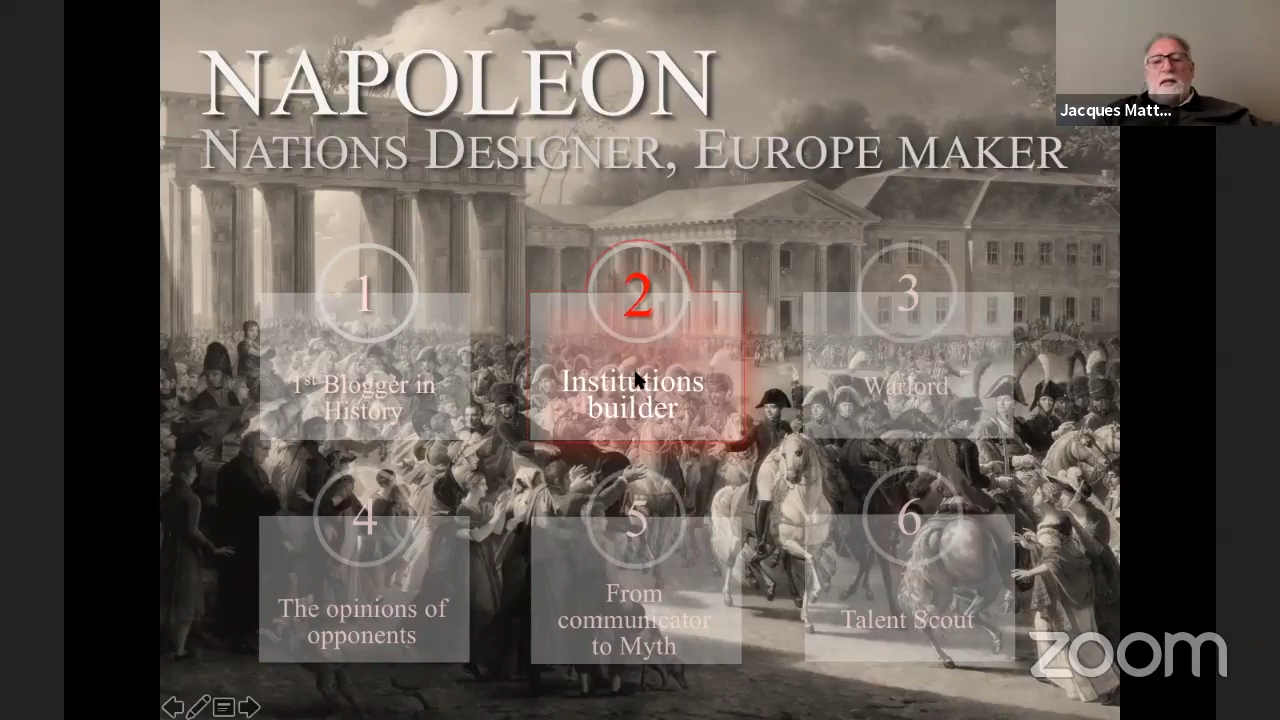 NAPOLEON
NATIONS DESIGNER, EUROPE MAKER
Jacques Matt...
1
2
3
1st Blogger in
History
Institutions
builder
Warlord
4
5
6
The opinions of
opponents
From
communicator
to Myth
Talent Scout
zoom